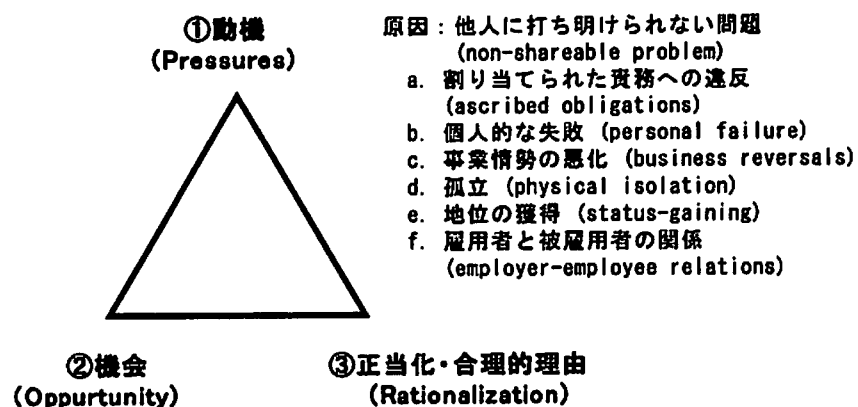 ①動機
(Pressures)
原因：他人に打ち明けられない問題
(non-shareable problem)
a. 割り当てられた責務への違反
(ascribed obligations)
b. 個人的な失敗 (personal failure)
c. 事業情勢の悪化 (business reversals)
d. 孤立 (physical isolation)
e. 地位の獲得 (status-gaining)
f. 雇用者と被雇用者の関係
(employer-employee relations)
②機会
(Oppurtunity)
③正当化・合理的理由
(Rationalization)